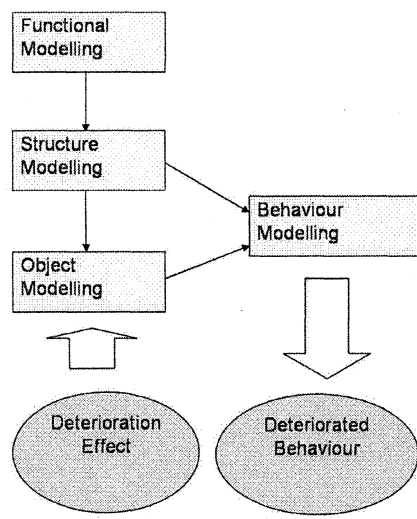 Functional
Modelling
Structure
Modelling
Behaviour
Modelling
Object
Modelling
Deterioration
Effect
Deteriorated
Behaviour